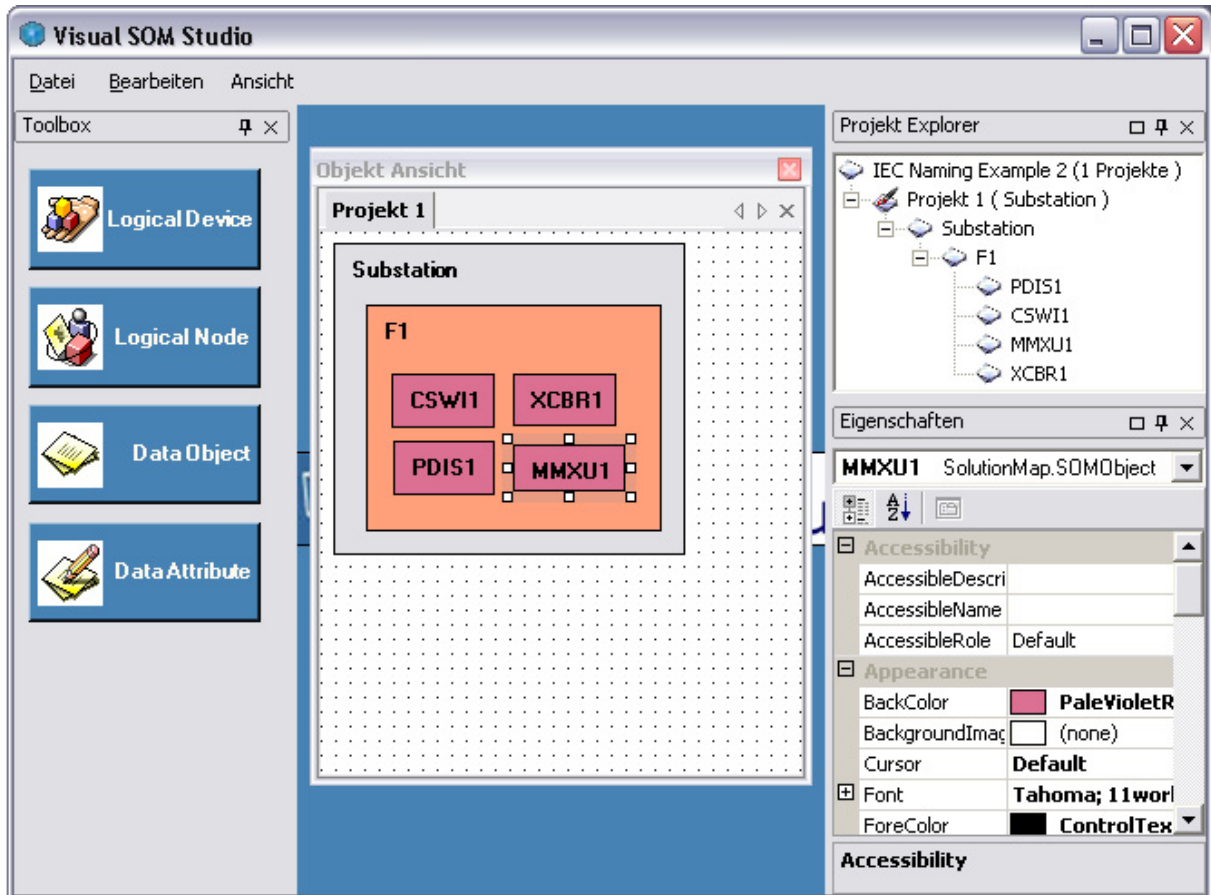 Visual SOM Studio
Datei Bearbeiten Ansicht
Toolbox
Logical Device
Logical Node
Data Object
Data Attribute
Objekt Ansicht
Projekt 1
Substation
F1
CSWI1 XCBR1
PDIS1 MMXU1
Projekt Explorer
IEC Naming Example 2 (1 Projekte )
Projekt 1 ( Substation )
Substation
F1
PDIS1
CSWI1
MMXU1
XCBR1
Eigenschaften
MMXU1 SolutionMap.SOMObject
Accessibility
AccessibleDescri
AccessibleName
AccessibleRole Default
Appearance
BackColor PaleVioletR
BackgroundImag (none)
Cursor Default
Font Tahoma; 11worl
ForeColor ControlTex
Accessibility